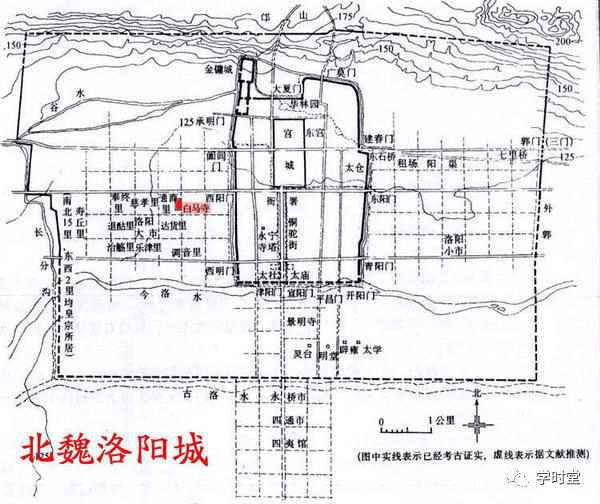 邙 山
175
150
200
150
金镛城
广莫门
大夏门
华林园
谷 水
125
承明门
宫城
东宫
建春门
郭门(三门)
125
阊阖门
太仓
东石桥
租场
阳渠
七里桥
寿丘里(南北15里东西2里均皇宗所居)
奉终里
慈孝里
通商里
白马寺
西阳门
衙署
东阳门
外郭
洛阳大市
退酤里
达货里
永宁寺塔
铜驼街
洛阳小市
长分沟
治觞里
乐津里
调音里
西明门
太社
太庙
青阳门
今洛水
津阳门
宣阳门
平昌门
开阳门
景明寺
灵台
明堂
辟雍
太学
古 洛 水
永桥市
四通市
四夷馆
北
0 1公里
125
北魏洛阳城
(图中实线表示已经考古证实,虚线表示据文献推测)
学时堂